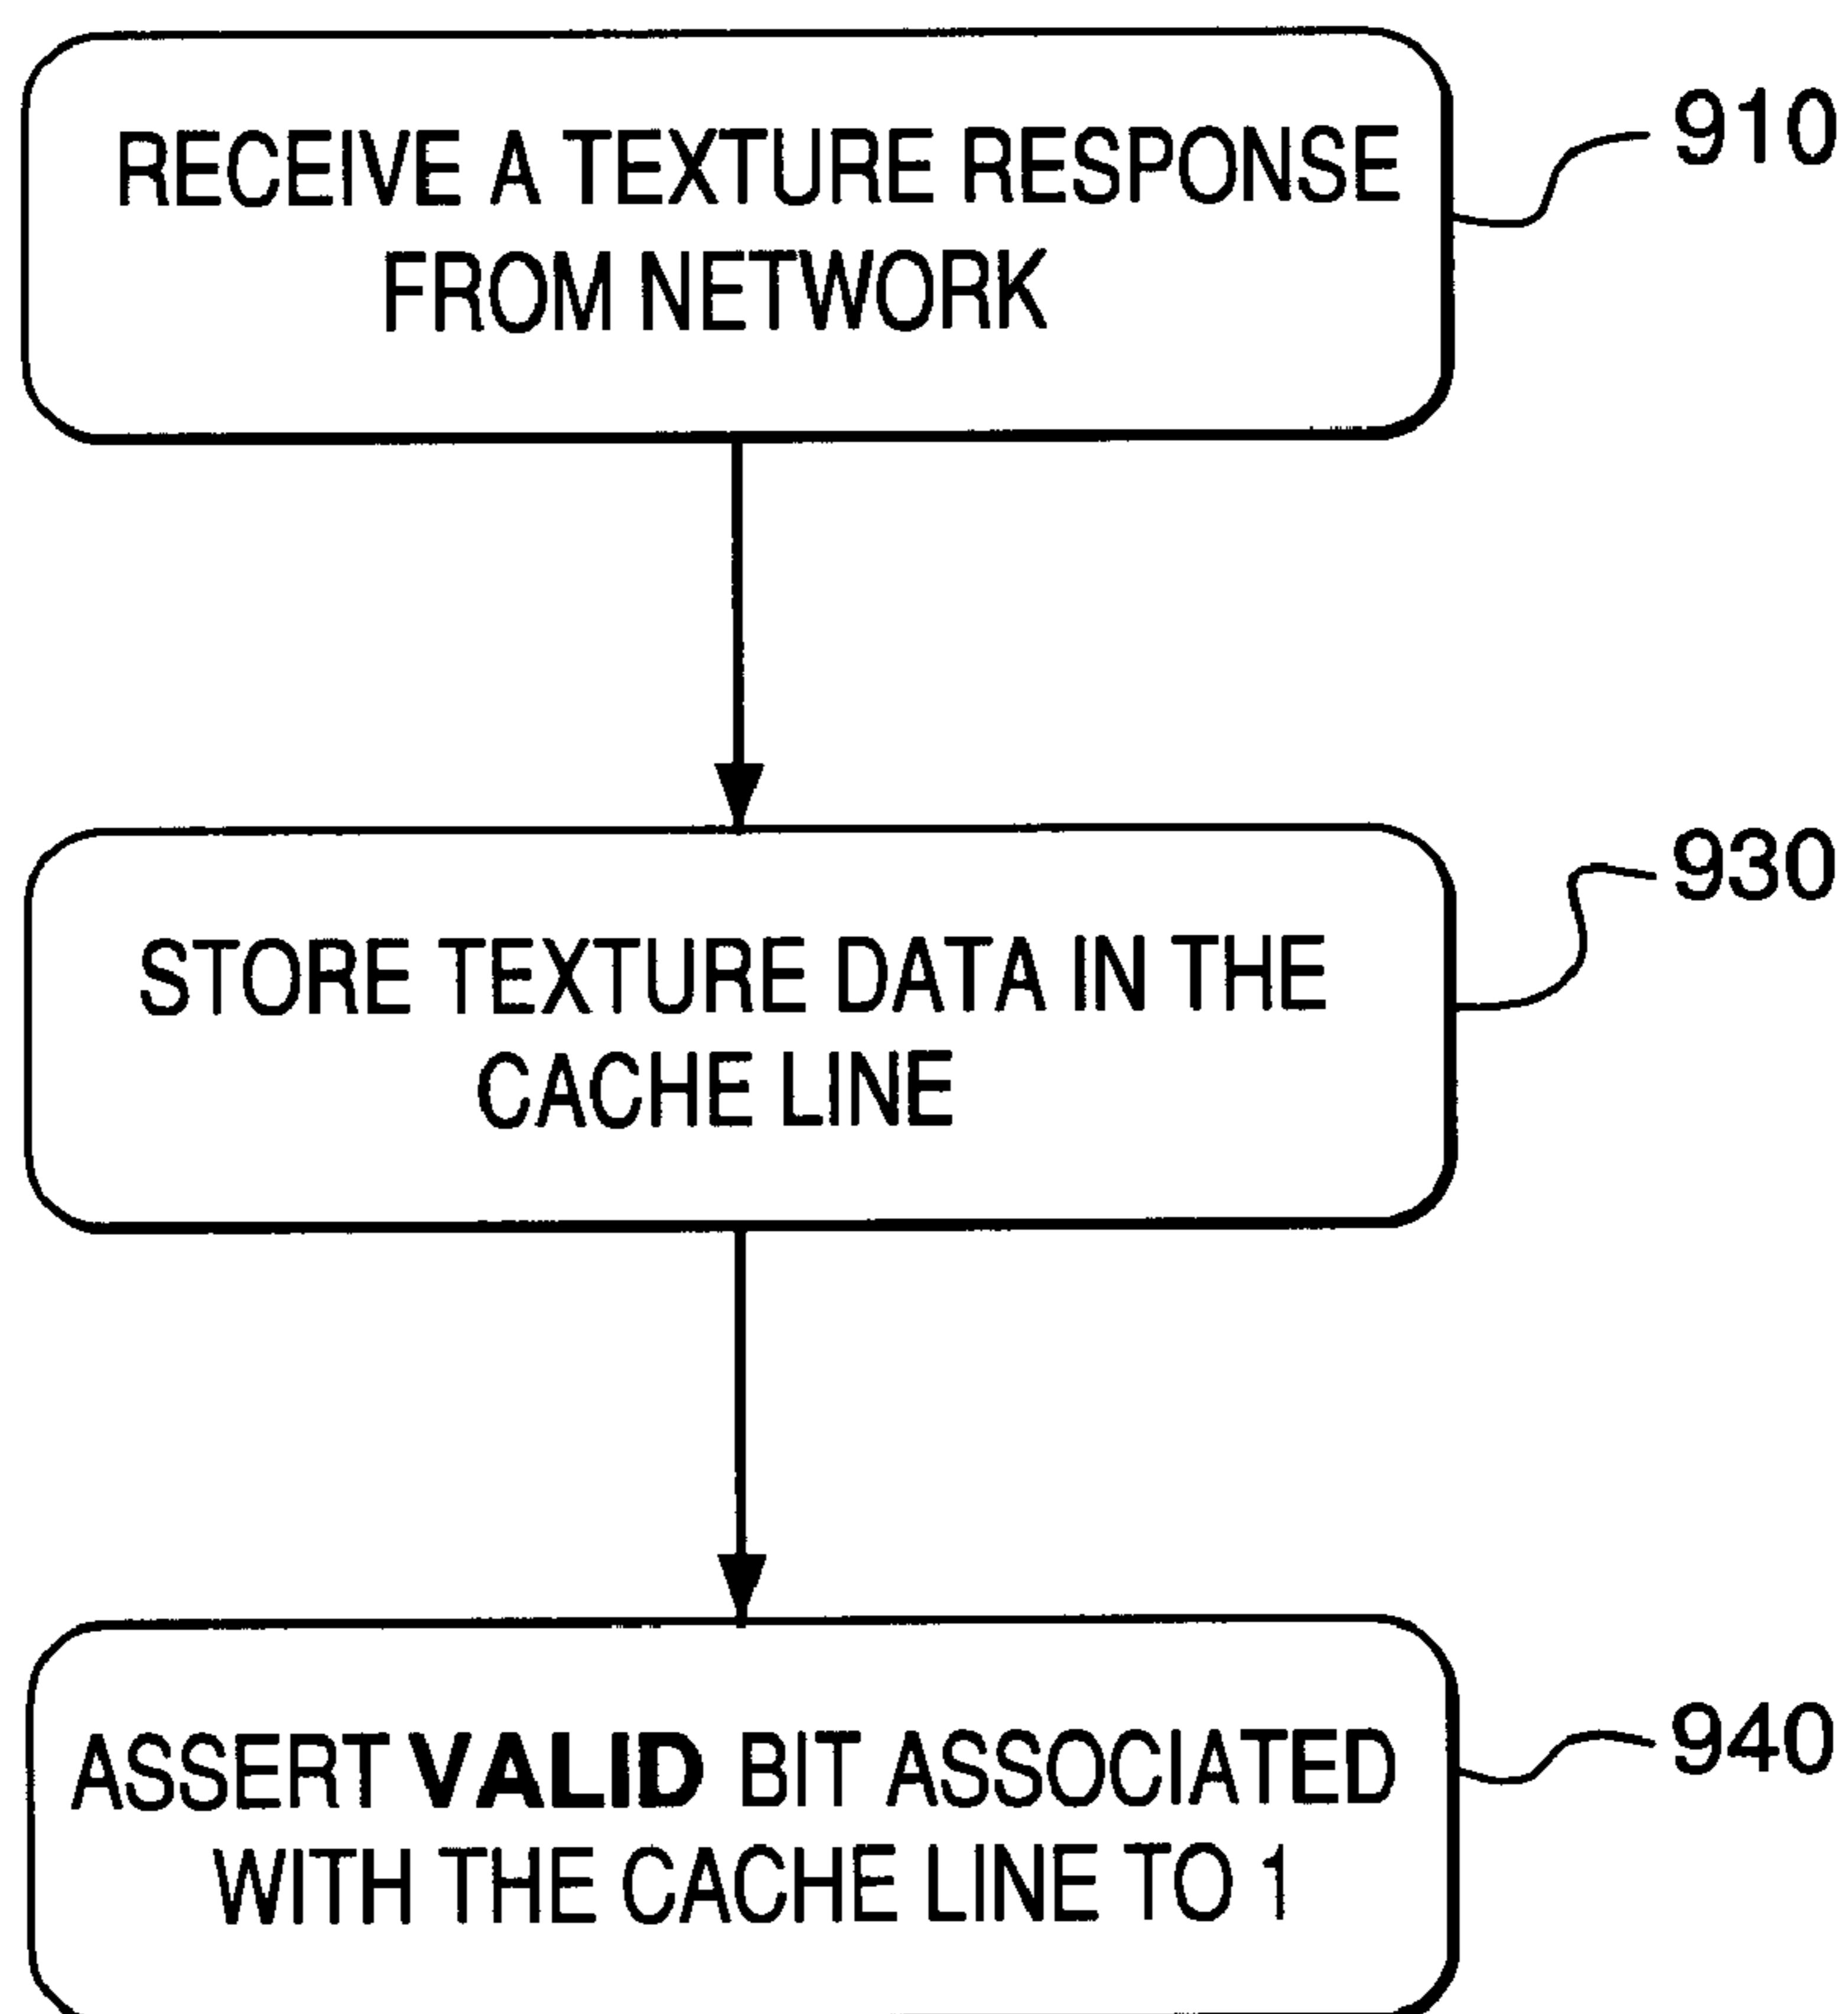 RECEIVE A TEXTURE RESPONSE
FROM NETWORK
910
STORE TEXTURE DATA IN THE
CACHE LINE
930
ASSERT VALID BIT ASSOCIATED
WITH THE CACHE LINE TO 1
940